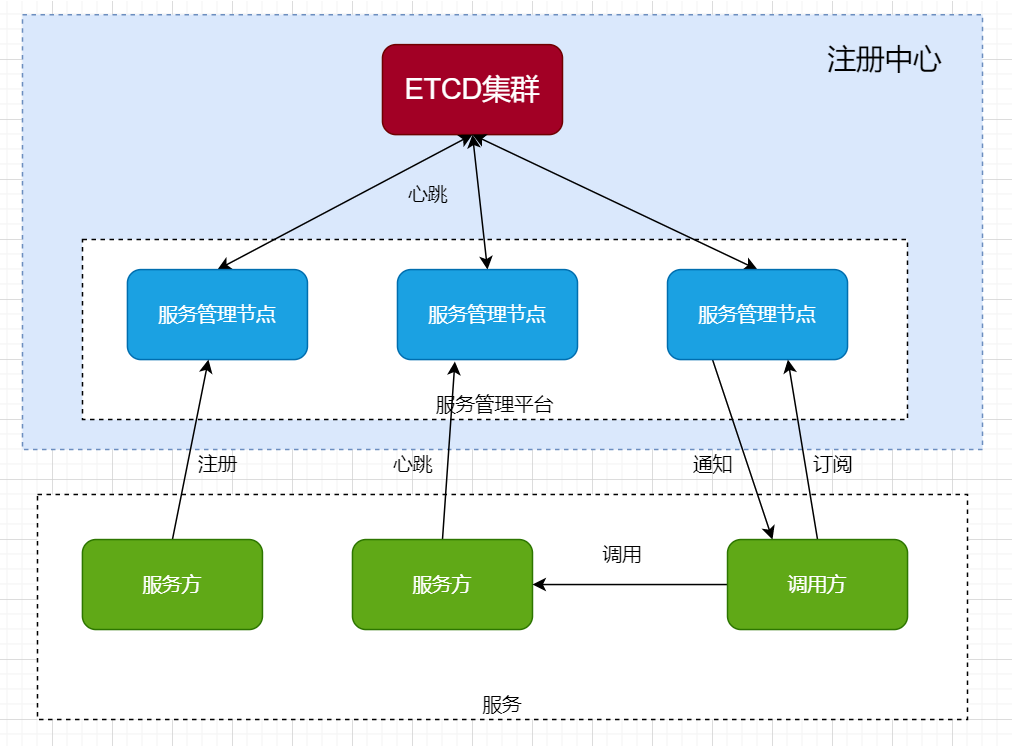 注册中心
ETCD集群
心跳
服务管理节点
服务管理节点
服务管理节点
服务管理平台
注册
心跳
通知
订阅
服务方
服务方
调用
调用方
服务